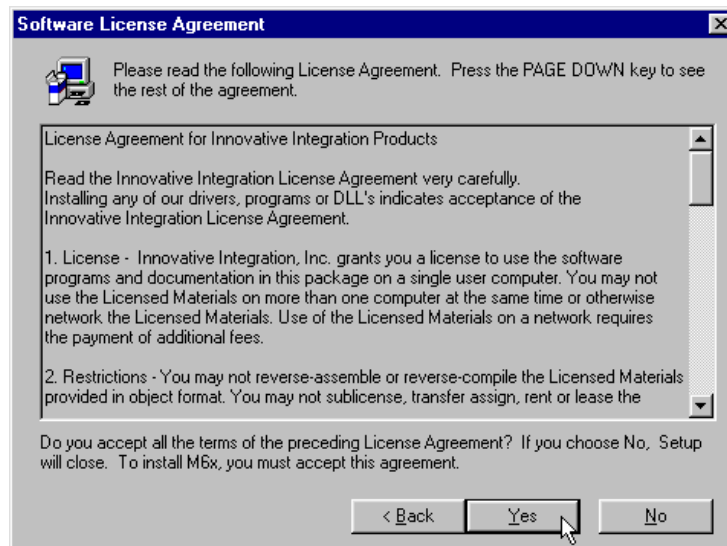 Software License Agreement
Please read the following License Agreement. Press the PAGE DOWN key to see
the rest of the agreement.
License Agreement for Innovative Integration Products
Read the Innovative Integration License Agreement very carefully.
Installing any of our drivers, programs or DLL's indicates acceptance of the
Innovative Integration License Agreement.
1. License - Innovative Integration, Inc. grants you a license to use the software
programs and documentation in this package on a single user computer. You may not
use the Licensed Materials on more than one computer at the same time or otherwise
network the Licensed Materials. Use of the Licensed Materials on a network requires
the payment of additional fees.
2. Restrictions - You may not reverse-assemble or reverse-compile the Licensed Materials
provided in object format. You may not sublicense, transfer assign, rent or lease the
Do you accept all the terms of the preceding License Agreement? If you choose No, Setup
will close. To install M6x, you must accept this agreement.
< Back Yes No